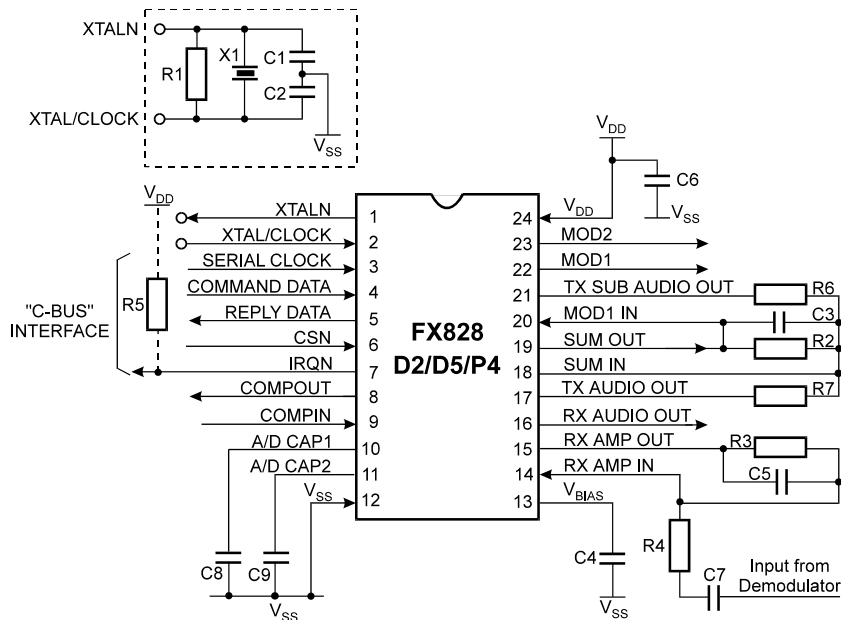 XTALN
R1
X1
C1
C2
XTAL/CLOCK
VSS
VDD
C6
VSS
VDD
XTALN 1
XTAL/CLOCK 2
SERIAL CLOCK 3
COMMAND DATA 4
REPLY DATA 5
CSN 6
IRQN 7
COMPOUT 8
COMPIN 9
A/D CAP1 10
A/D CAP2 11
VSS 12
"C-BUS"
INTERFACE
R5
FX828
D2/D5/P4
24 VDD
23 MOD2
22 MOD1
21 TX SUB AUDIO OUT R6
20 MOD1 IN C3
19 SUM OUT R2
18 SUM IN
17 TX AUDIO OUT R7
16 RX AUDIO OUT
15 RX AMP OUT R3
14 RX AMP IN C5
13 VBIAS
C8
C9
VSS
C4
VSS
R4
C7
Input from
Demodulator